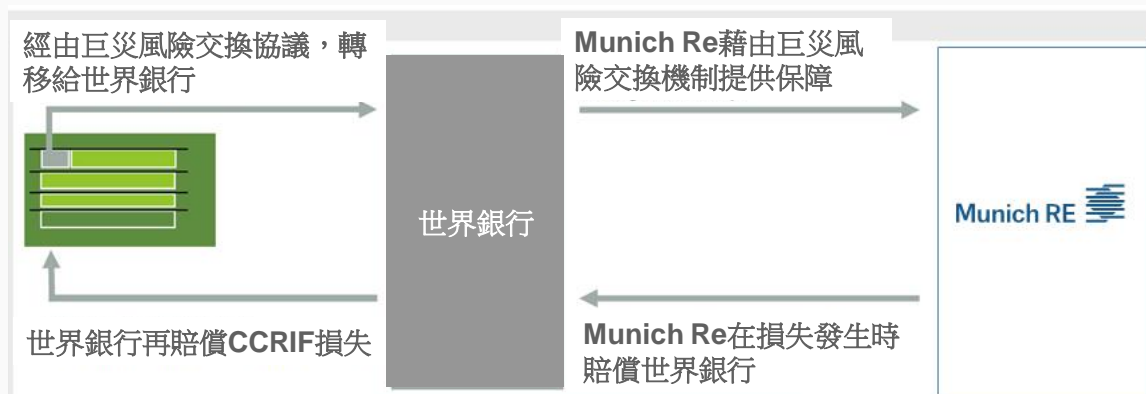 經由巨災風險交換協議，轉
移給世界銀行
Munich Re藉由巨災風
險交換機制提供保障
世界銀行
Munich RE
世界銀行再賠償CCRIF損失
Munich Re在損失發生時
賠償世界銀行